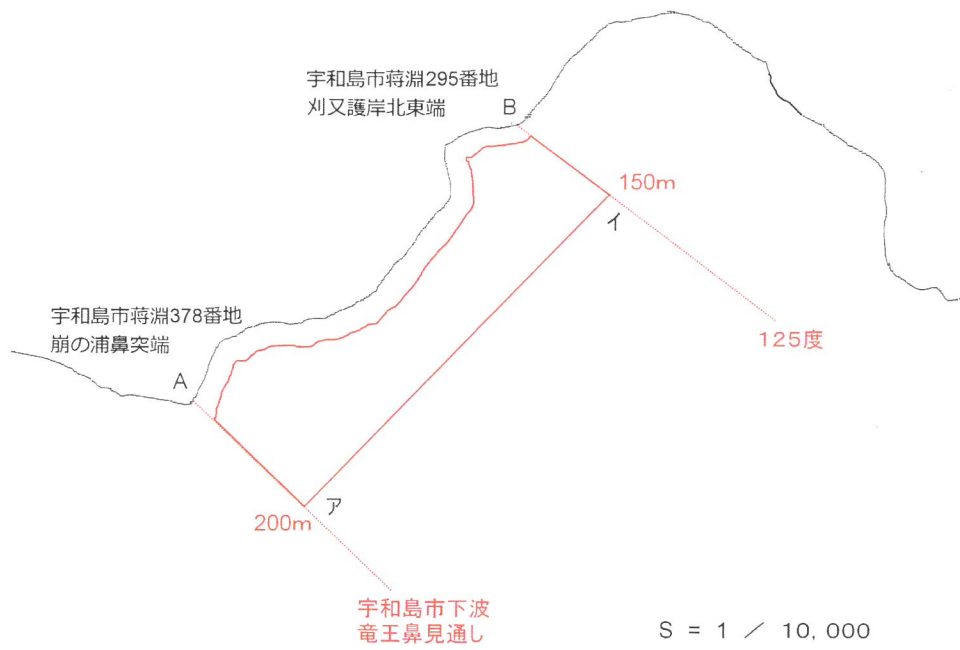 宇和島市蒋淵295番地
刈又護岸北東端
B
150m
イ
125度
宇和島市蒋淵378番地
崩の浦鼻突端
A
ア
200m
宇和島市下波
竜王鼻見通し
S = 1 / 10,000